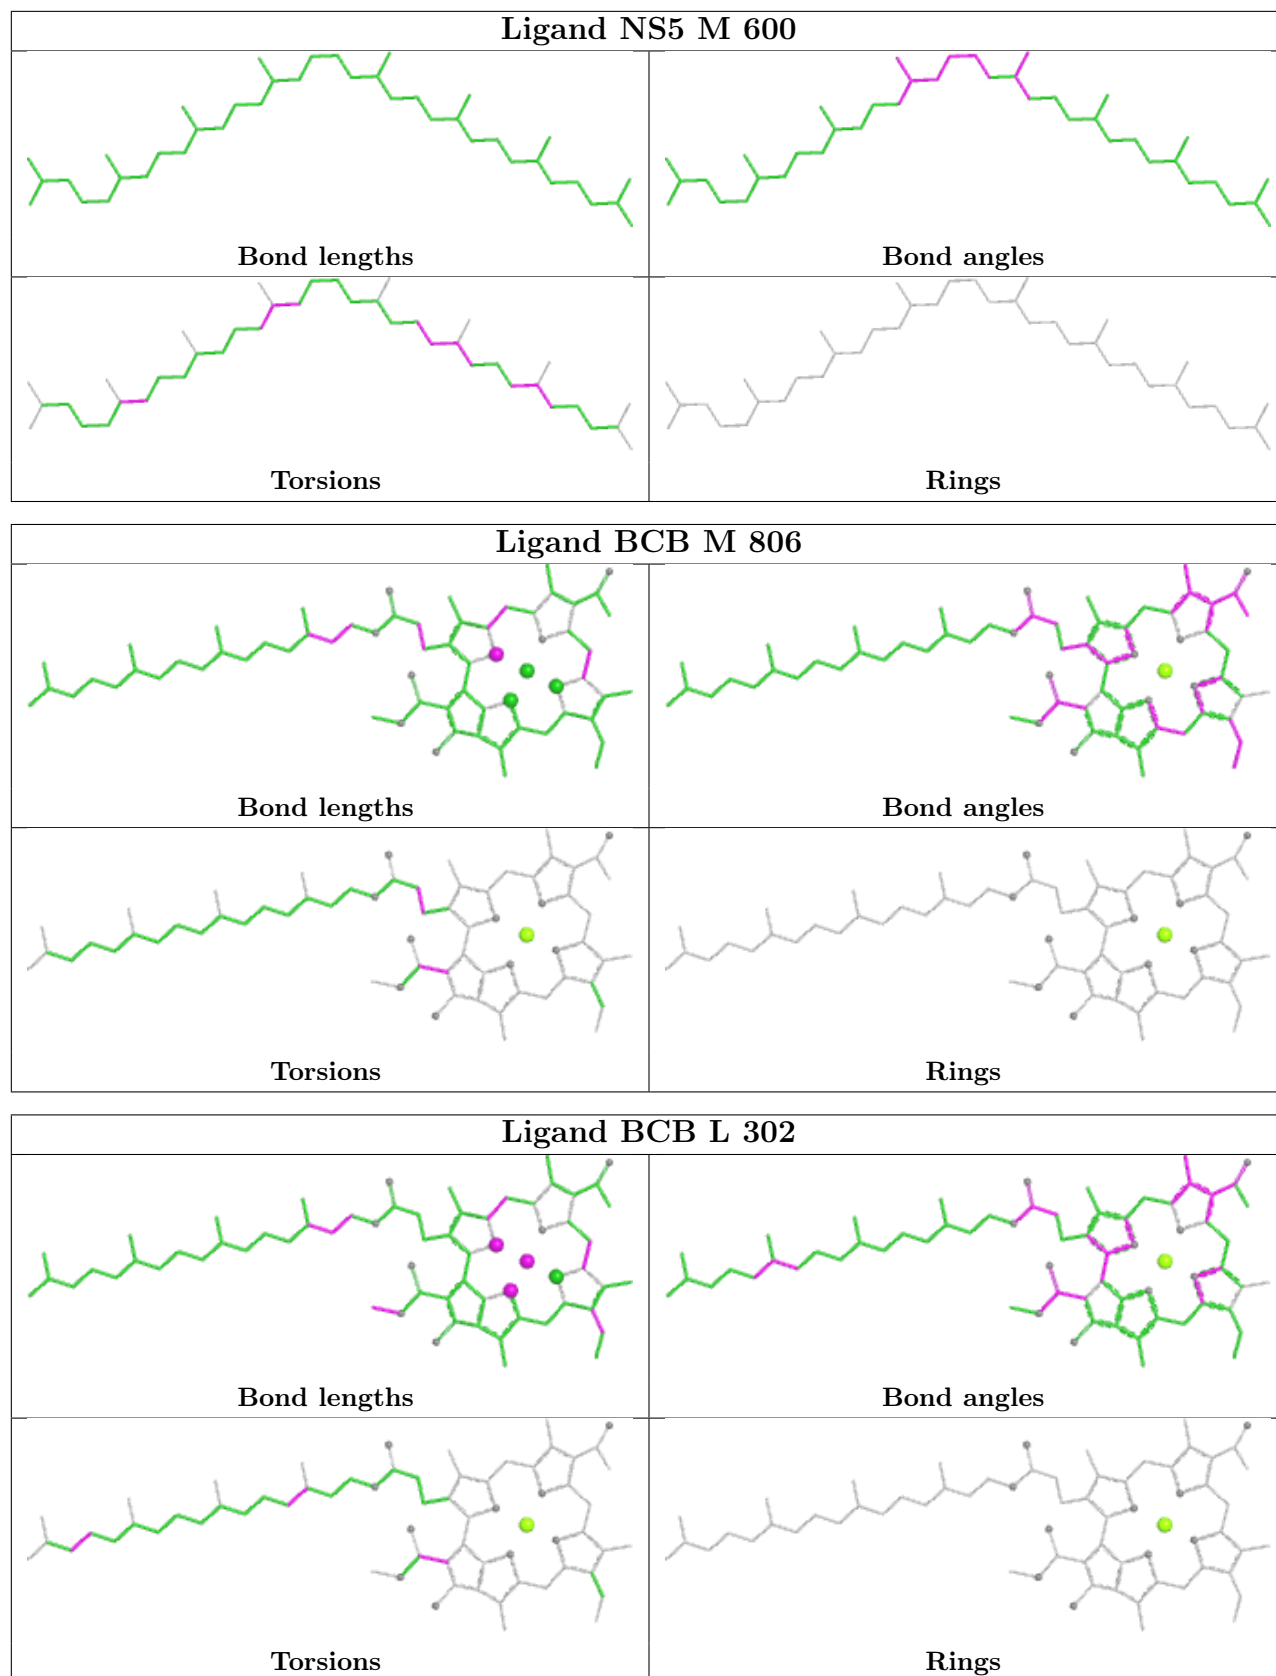 Ligand NS5 M 600
Bond lengths
Bond angles
Torsions
Rings
Ligand BCB M 806
Bond lengths
Bond angles
Torsions
Rings
Ligand BCB L 302
Bond lengths
Bond angles
Torsions
Rings